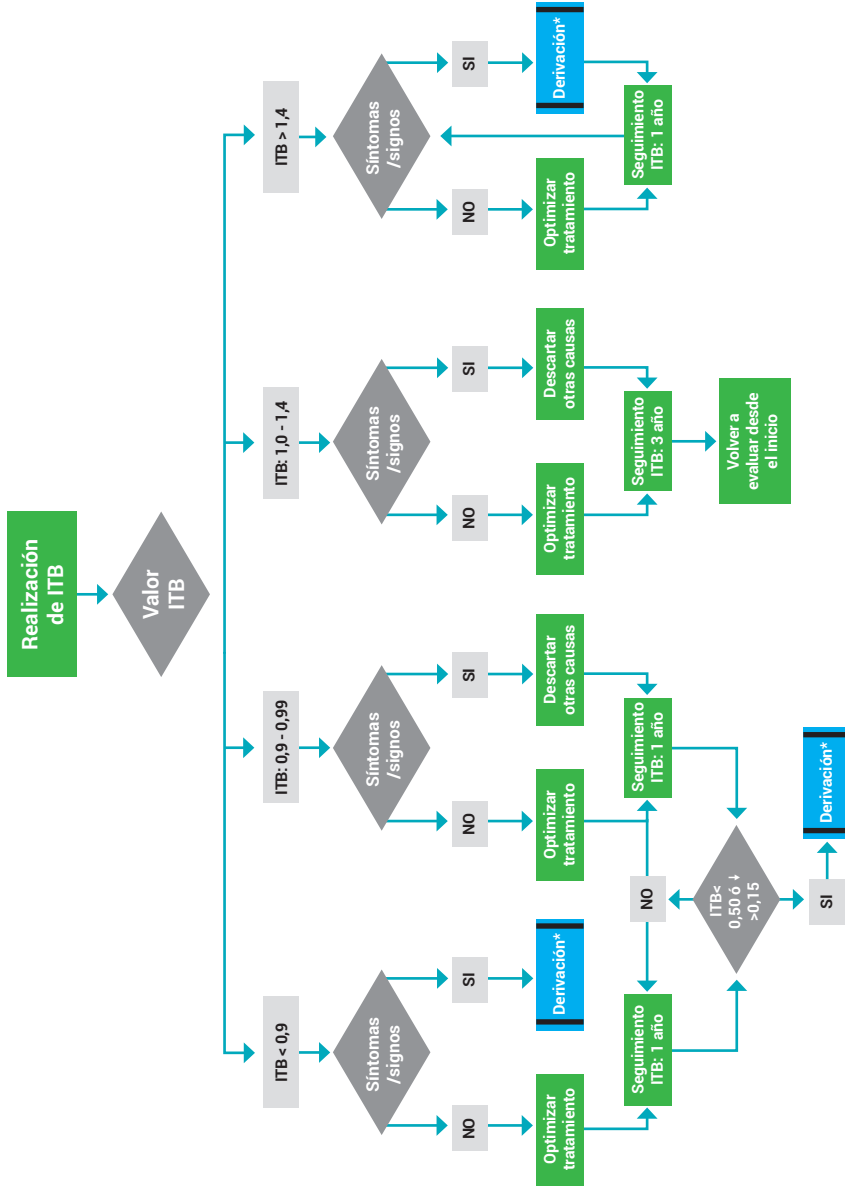 Realización
de ITB
Valor
ITB
ITB < 0,9
Síntomas
/signos
NO
SI
Optimizar
tratamiento
Derivación*
Seguimiento
ITB: 1 año
ITB: 0,9 - 0,99
Síntomas
/signos
NO
SI
Optimizar
tratamiento
Descartar
otras causas
Seguimiento
ITB: 1 año
NO
ITB<
0,50 ó ↓
>0,15
SI
Derivación*
ITB: 1,0 - 1,4
Síntomas
/signos
NO
SI
Optimizar
tratamiento
Descartar
otras causas
Seguimiento
ITB: 3 año
Volver a
evaluar desde
el inicio
ITB > 1,4
Síntomas
/signos
NO
SI
Optimizar
tratamiento
Derivación*
Seguimiento
ITB: 1 año